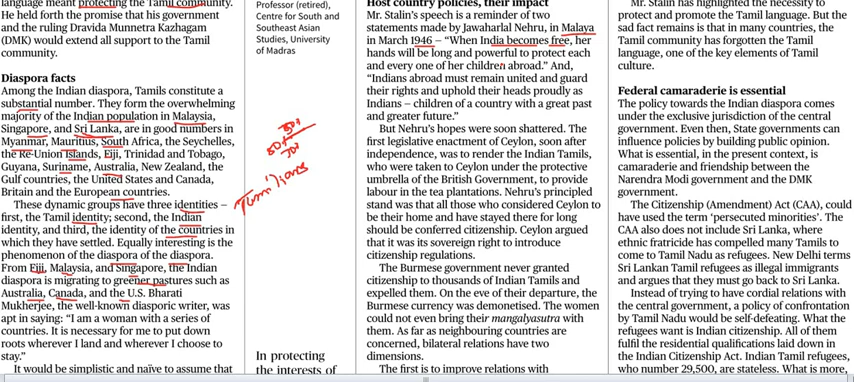 language meant protecting the Tamil community.
He held forth the promise that his government
and the ruling Dravida Munnetra Kazhagam
(DMK) would extend all support to the Tamil
community.
Diaspora facts
Among the Indian diaspora, Tamils constitute a
substantial number. They form the overwhelming
majority of the Indian population in Malaysia,
Singapore, and Sri Lanka, are in good numbers in
Myanmar, Mauritius, South Africa, the Seychelles,
the Re-Union Islands, Fiji, Trinidad and Tobago,
Guyana, Suriname, Australia, New Zealand, the
Gulf countries, the United States and Canada,
Britain and the European countries.
These dynamic groups have three identities –
first, the Tamil identity; second, the Indian
identity, and third, the identity of the countries in
which they have settled. Equally interesting is the
phenomenon of the diaspora of the diaspora.
From Fiji, Malaysia, and Singapore, the Indian
diaspora is migrating to greener pastures such as
Australia, Canada, and the U.S. Bharati
Mukherjee, the well-known diasporic writer, was
apt in saying: “I am a woman with a series of
countries. It is necessary for me to put down
roots wherever I land and wherever I choose to
stay.”
It would be simplistic and naïve to assume that
Professor (retired),
Centre for South and
Southeast Asian
Studies, University
of Madras
Tamilians
In protecting
the interests of
Host country policies, their impact
Mr. Stalin’s speech is a reminder of two
statements made by Jawaharlal Nehru, in Malaya
in March 1946 – “When India becomes free, her
hands will be long and powerful to protect each
and every one of her children abroad.” And,
“Indians abroad must remain united and guard
their rights and uphold their heads proudly as
Indians – children of a country with a great past
and greater future.”
But Nehru’s hopes were soon shattered. The
first legislative enactment of Ceylon, soon after
independence, was to render the Indian Tamils,
who were taken to Ceylon under the protective
umbrella of the British Government, to provide
labour in the tea plantations. Nehru’s principled
stand was that all those who considered Ceylon to
be their home and have stayed there for long
should be conferred citizenship. Ceylon argued
that it was its sovereign right to introduce
citizenship regulations.
The Burmese government never granted
citizenship to thousands of Indian Tamils and
expelled them. On the eve of their departure, the
Burmese currency was demonetised. The women
could not even bring their mangalyasutra with
them. As far as neighbouring countries are
concerned, bilateral relations have two
dimensions.
The first is to improve relations with
Mr. Stalin has highlighted the necessity to
protect and promote the Tamil language. But the
sad fact remains is that in many countries, the
Tamil community has forgotten the Tamil
language, one of the key elements of Tamil
culture.
Federal camaraderie is essential
The policy towards the Indian diaspora comes
under the exclusive jurisdiction of the central
government. Even then, State governments can
influence policies by building public opinion.
What is essential, in the present context, is
camaraderie and friendship between the
Narendra Modi government and the DMK
government.
The Citizenship (Amendment) Act (CAA), could
have used the term ‘persecuted minorities’. The
CAA also does not include Sri Lanka, where
ethnic fratricide has compelled many Tamils to
come to Tamil Nadu as refugees. New Delhi terms
Sri Lankan Tamil refugees as illegal immigrants
and argues that they must go back to Sri Lanka.
Instead of trying to have cordial relations with
the central government, a policy of confrontation
by Tamil Nadu would be self-defeating. What the
refugees want is Indian citizenship. All of them
fulfil the residential qualifications laid down in
the Indian Citizenship Act. Indian Tamil refugees,
who number 29,500, are stateless. What is more,